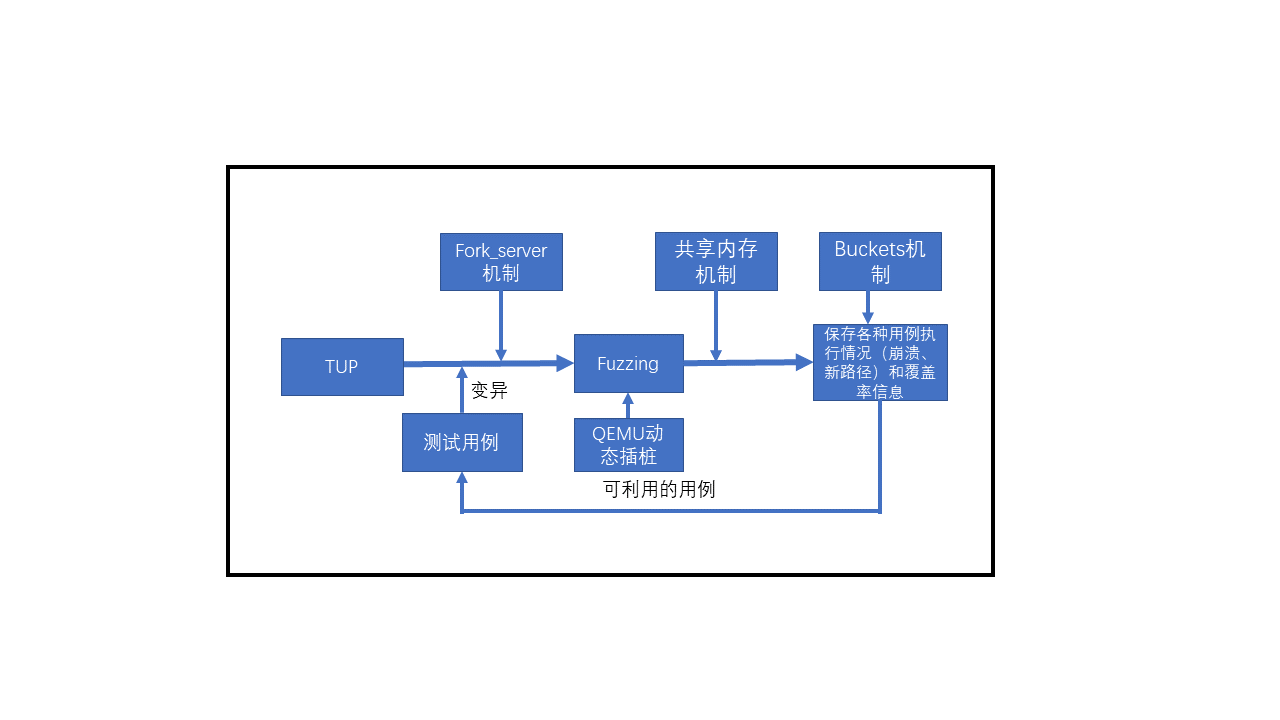 Fork_server
机制
共享内存
机制
Buckets机
制
TUP
Fuzzing
保存各种用例执
行情况（崩溃、
新路径）和覆盖
率信息
变异
测试用例
QEMU动
态插桩
可利用的用例